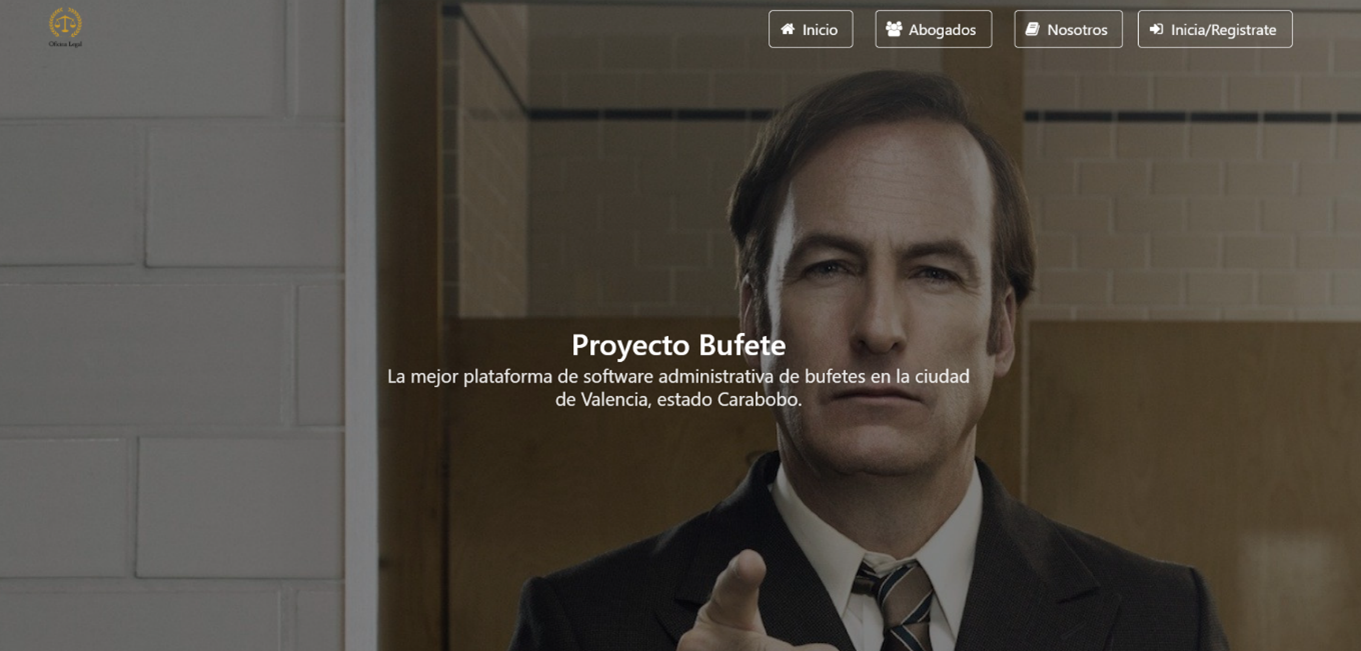 Oficina Legal
Inicio
Abogados
Nosotros
Inicia/Registrate
Proyecto Bufete
La mejor plataforma de software administrativa de bufetes en la ciudad
de Valencia, estado Carabobo.